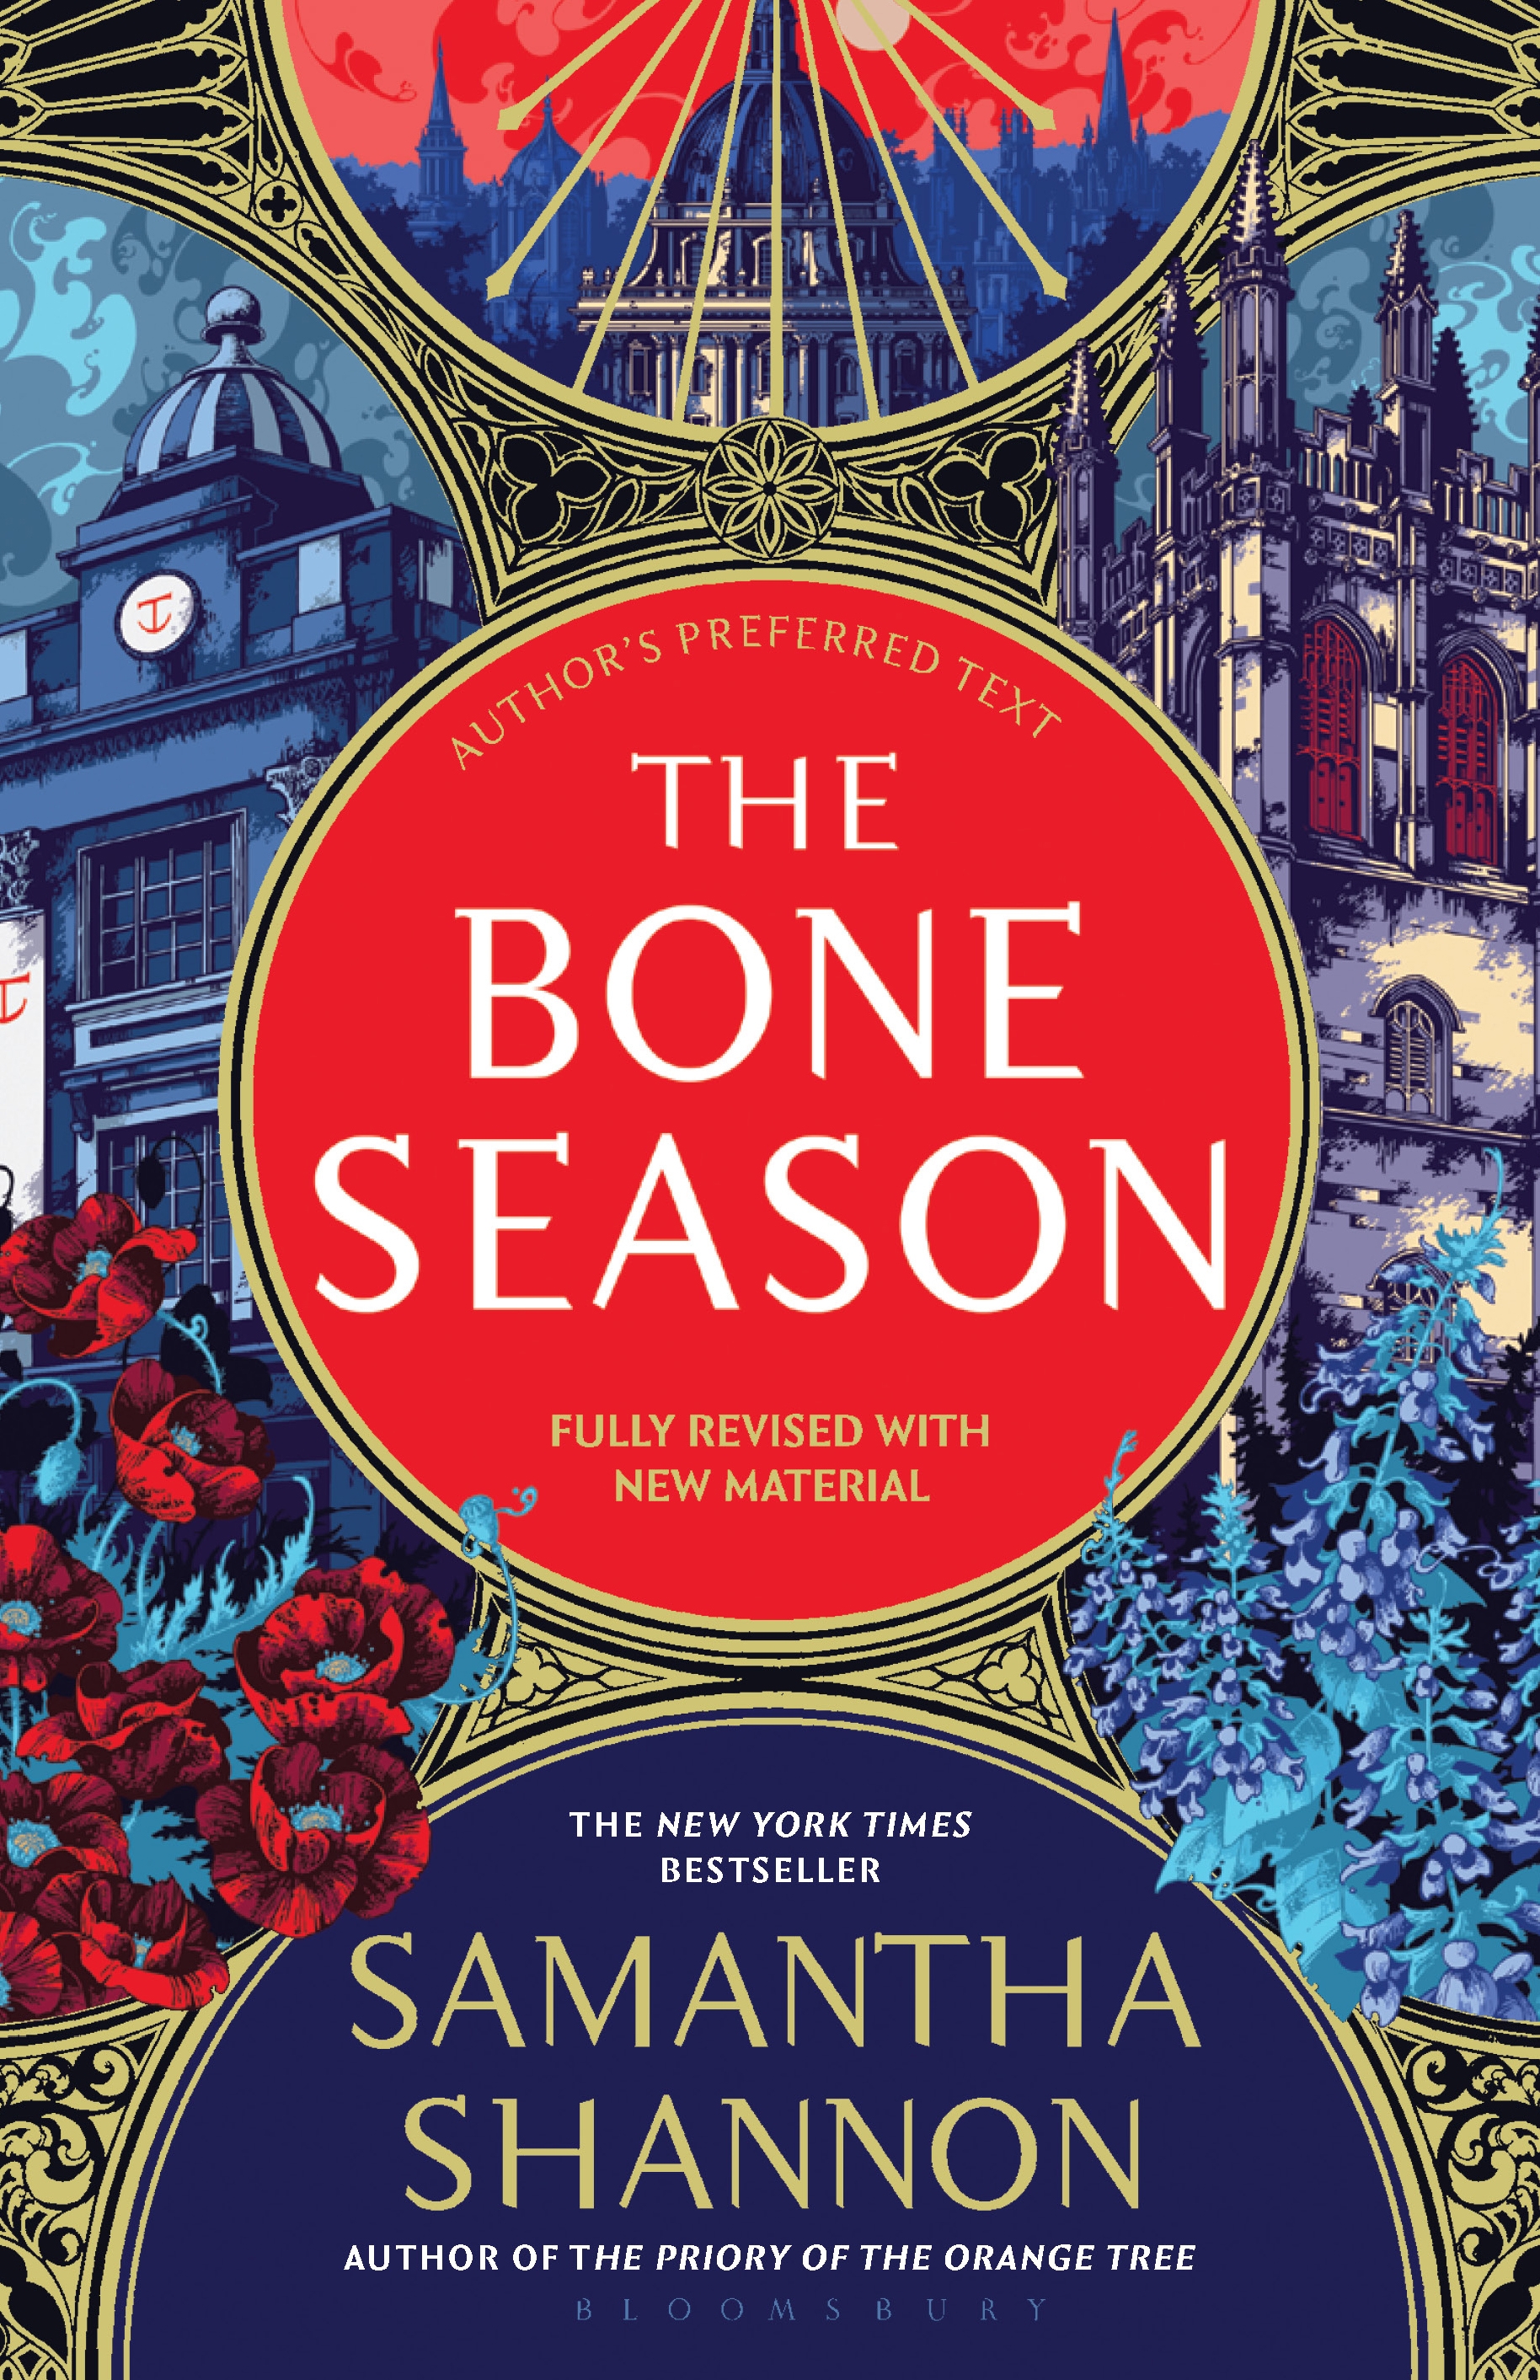 AUTHOR'S PREFERRED TEXT
THE
BONE
SEASON
FULLY REVISED WITH
NEW MATERIAL
THE NEW YORK TIMES
BESTSELLER
SAMANTHA
SHANNON
AUTHOR OF THE PRIORY OF THE ORANGE TREE
BLOOMSBURY